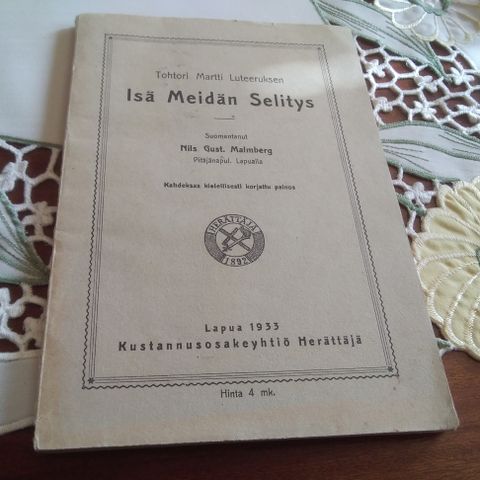 Tohtori Martti Luteeruksen
Isä Meidän Selitys
Suomentanut
Nils Gust. Malmberg
Pitäjänapul. Lapualla
Kahdeksas kielellisesti korjattu painos
HERÄTTÄJÄ
1892
Lapua 1933
Kustannusosakeyhtiö Herättäjä
Hinta 4 mk.